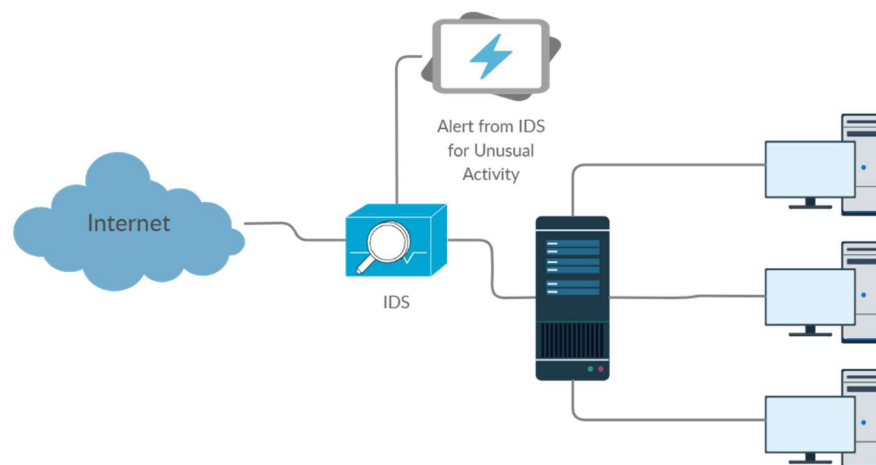 Alert from IDS
for Unusual
Activity
Internet
IDS